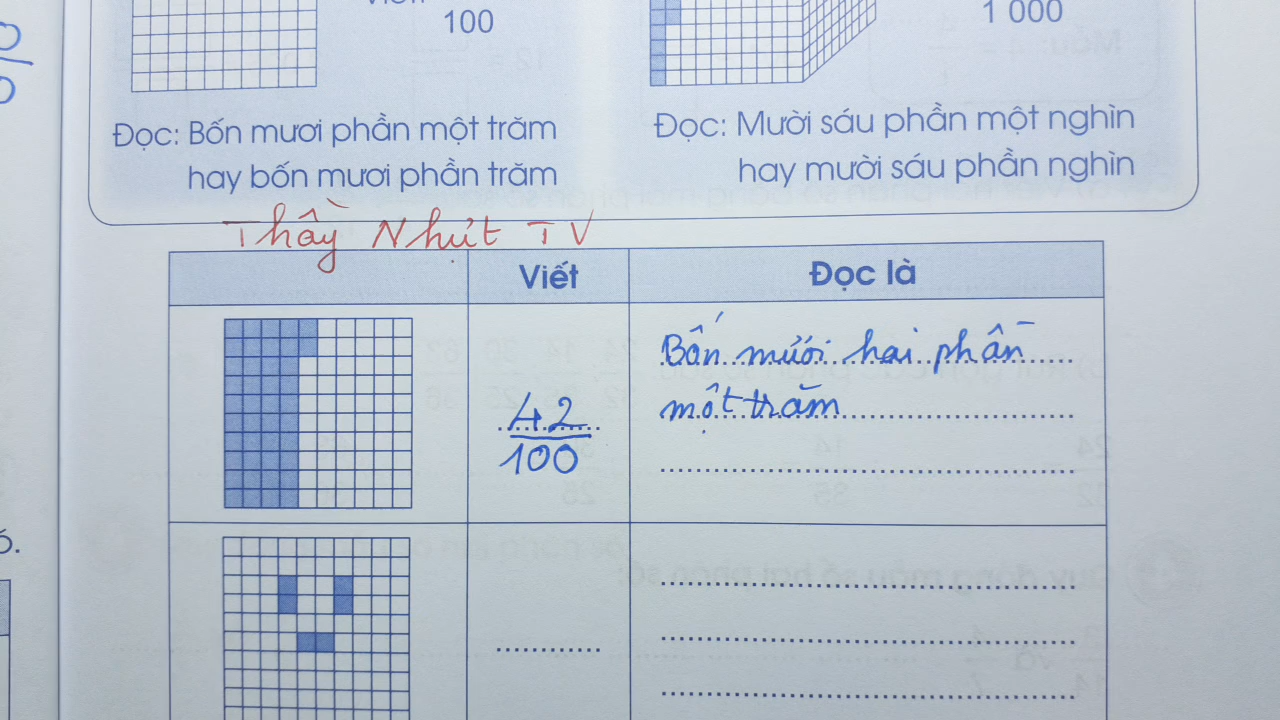 100
1 000
Đọc: Bốn mươi phần một trăm
hay bốn mươi phần trăm
Đọc: Mười sáu phần một nghìn
hay mười sáu phần nghìn
Thầy Nhựt TV
Viết
Đọc là
42
100
Bốn mươi hai phần
một trăm